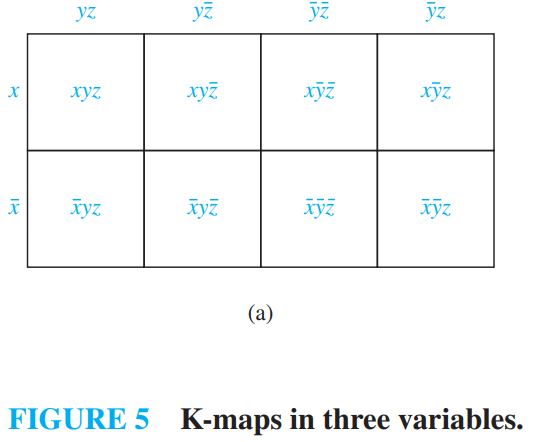 yz yz̄ ȳz̄ ȳz
x xyz xyz̄ xȳz̄ xȳz
x̄ x̄yz x̄yz̄ x̄ȳz̄ x̄ȳz
(a)
FIGURE 5 K-maps in three variables.